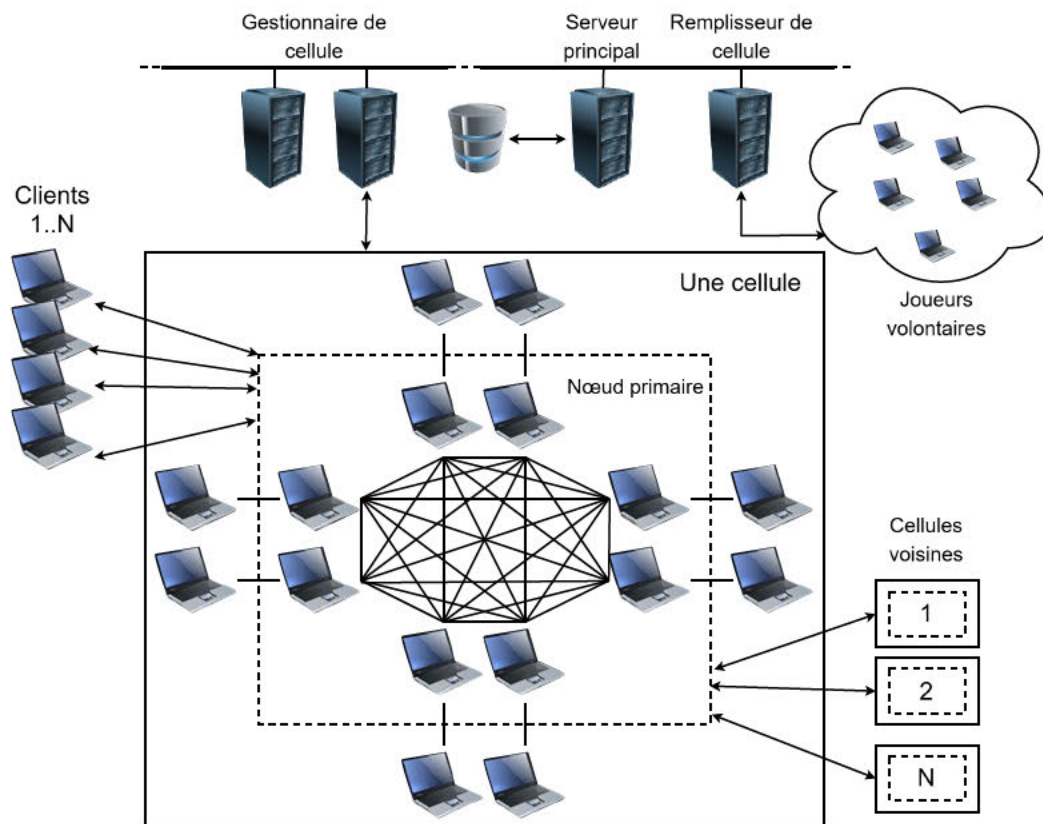 Gestionnaire de
cellule
Serveur
principal
Remplisseur de
cellule
Clients
1..N
Une cellule
Joueurs
volontaires
Nœud primaire
Cellules
voisines
1
2
N